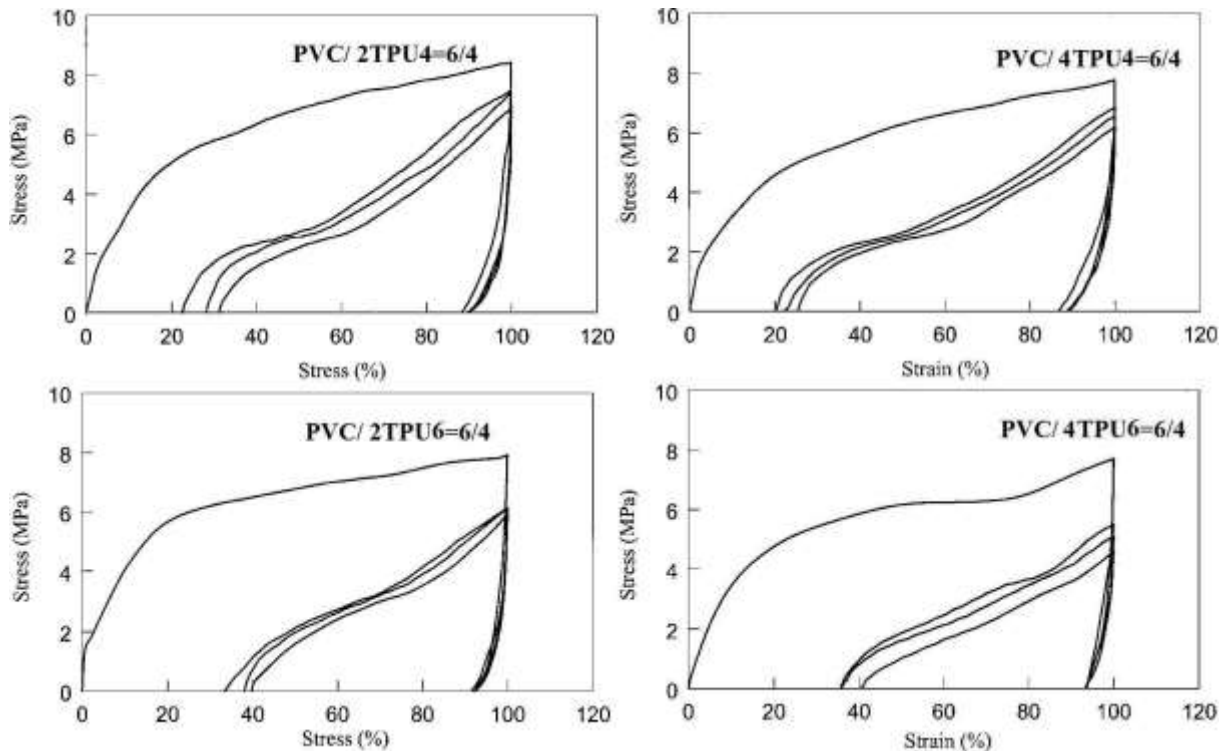 PVC/ 2TPU4=6/4
Stress (MPa)
10
8
6
4
2
0
0 20 40 60 80 100 120
Stress (%)
PVC/ 4TPU4=6/4
Stress (MPa)
10
8
6
4
2
0
0 20 40 60 80 100 120
Strain (%)
PVC/ 2TPU6=6/4
Stress (MPa)
10
8
6
4
2
0
0 20 40 60 80 100 120
Stress (%)
PVC/ 4TPU6=6/4
Stress (MPa)
10
8
6
4
2
0
0 20 40 60 80 100 120
Strain (%)